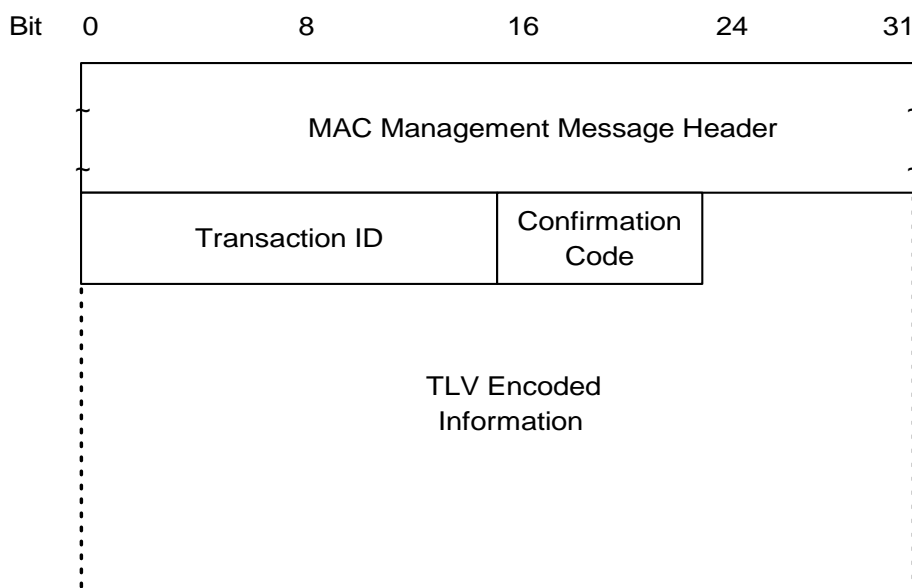 Bit 0 8 16 24 31
~ ~
MAC Management Message Header
~ ~
Transaction ID
Confirmation
Code
TLV Encoded
Information